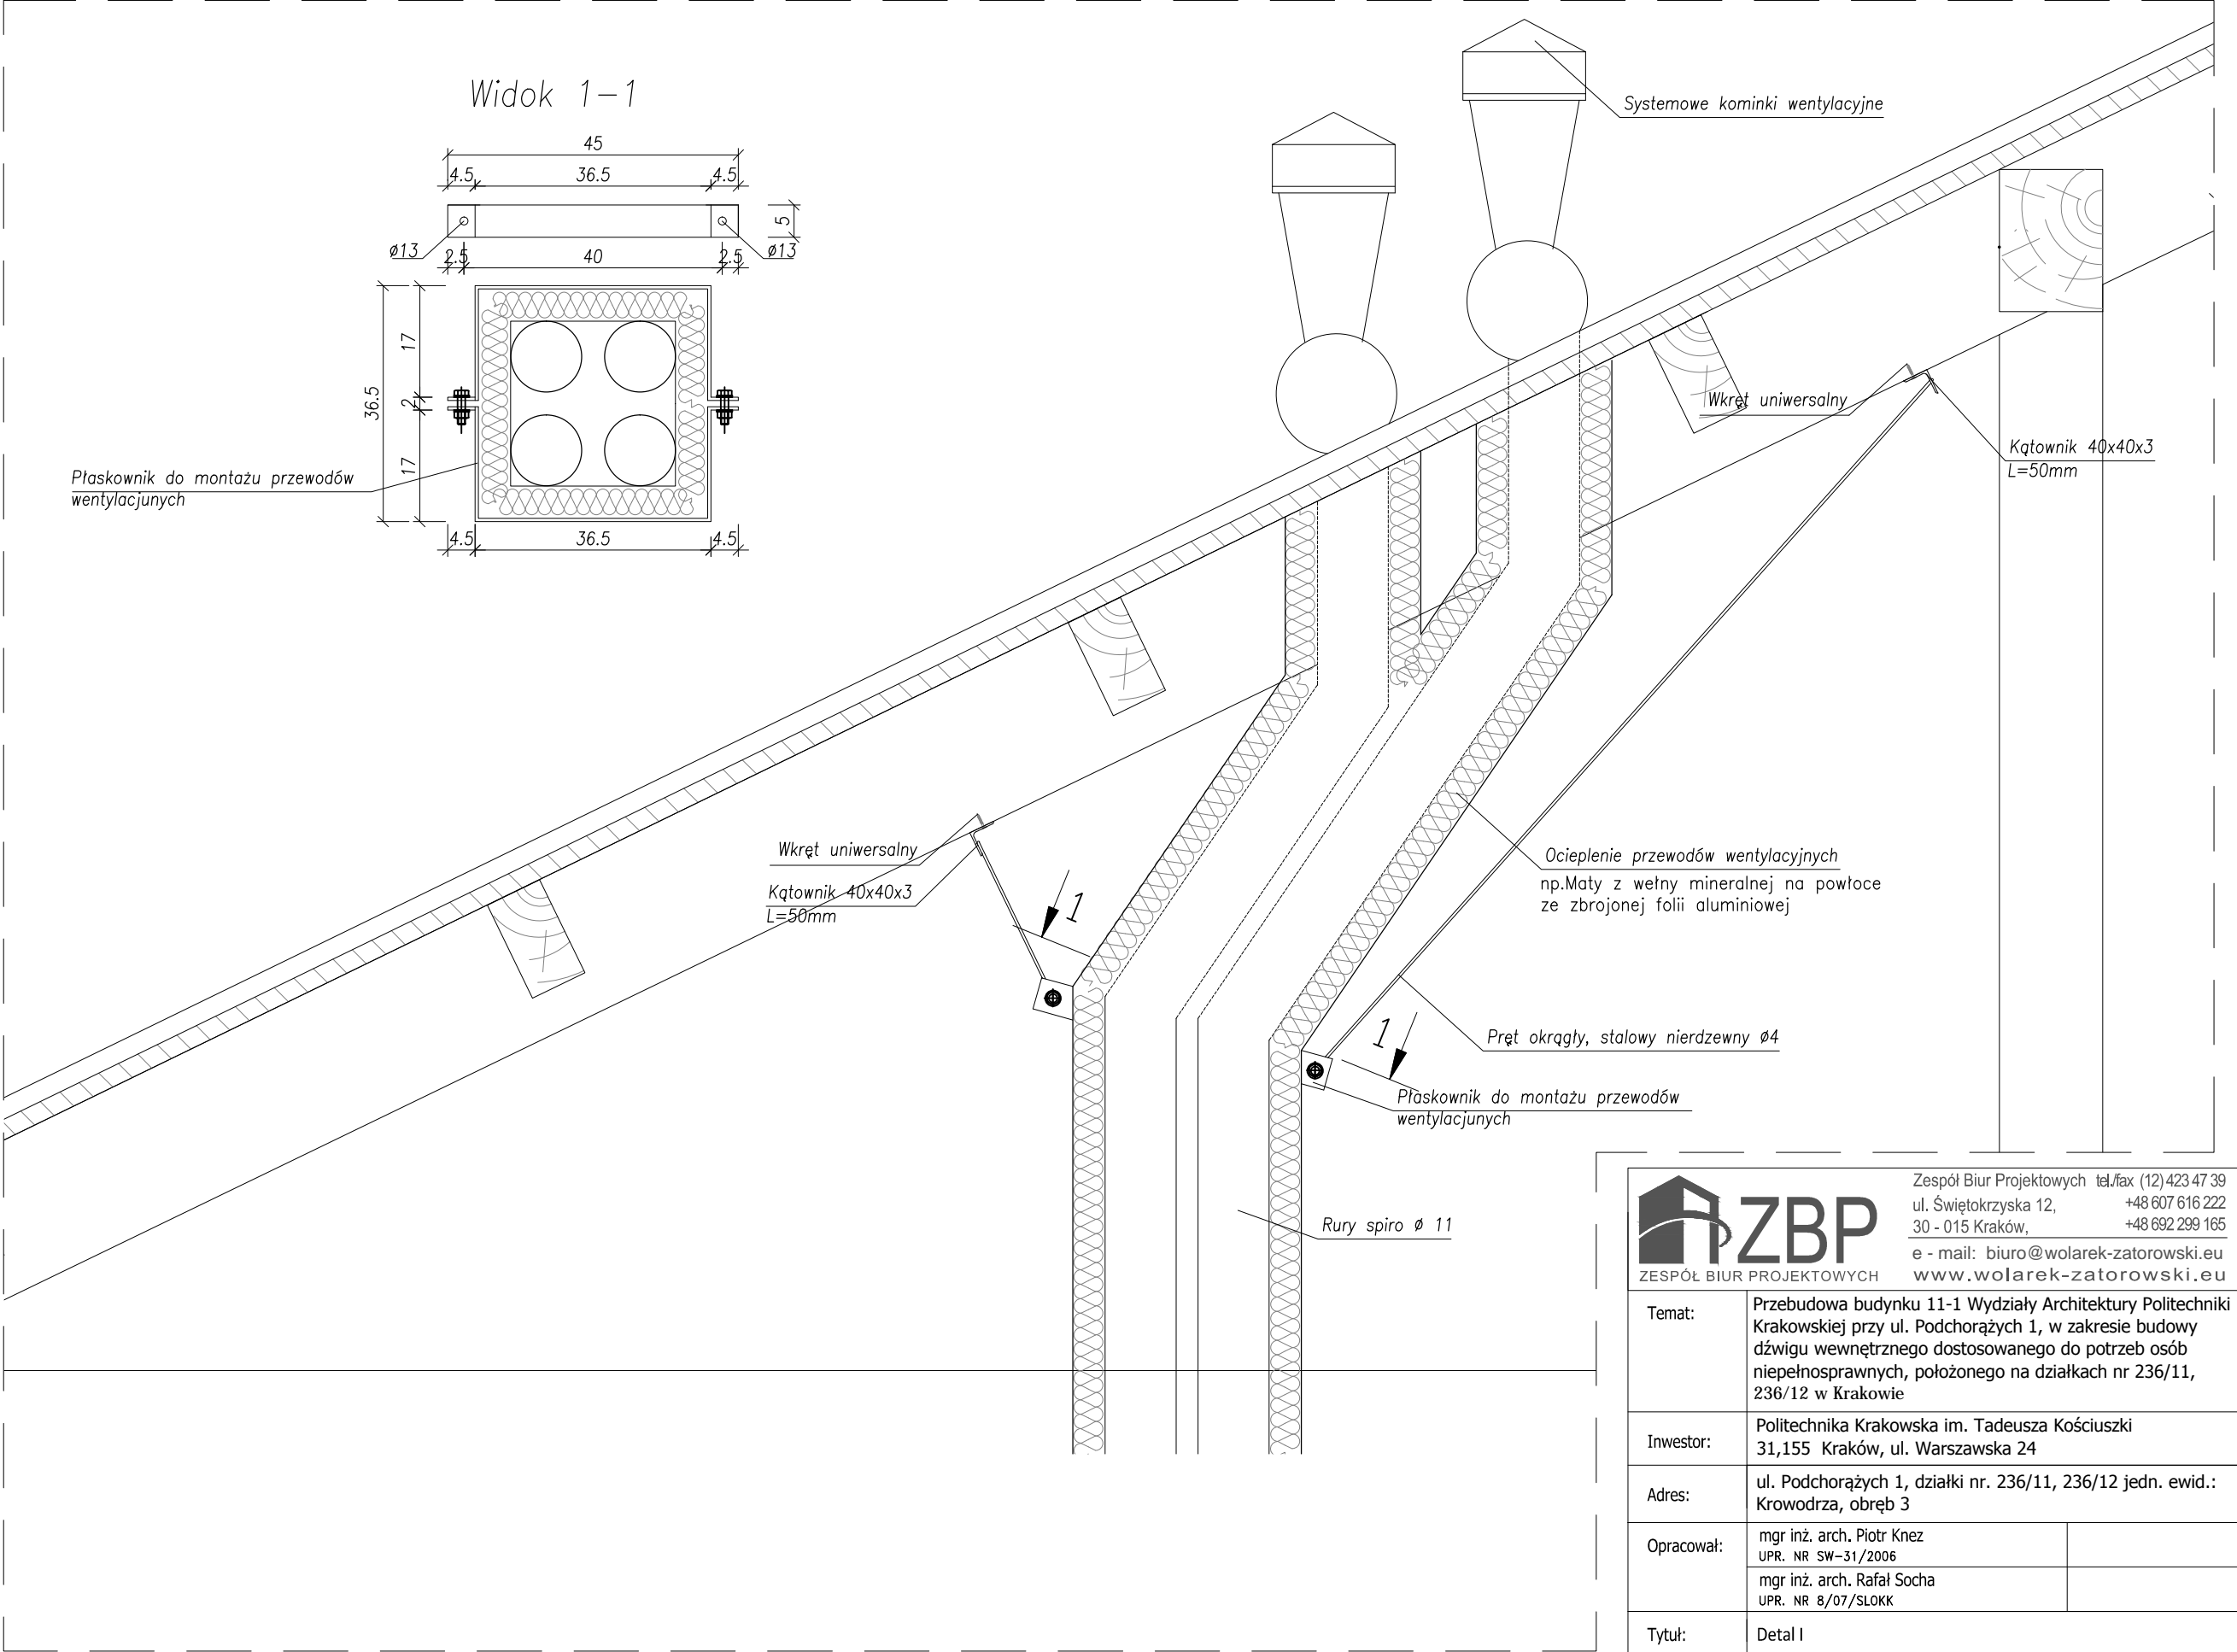 Widok 1-1
45
4.5
36.5
4.5
5
ø13
2.5
40
2.5
ø13
36.5
17
2
17
4.5
36.5
4.5
Płaskownik do montażu przewodów
wentylacjunych
Systemowe kominki wentylacyjne
Wkręt uniwersalny
Kątownik 40x40x3
L=50mm
Wkręt uniwersalny
Kątownik 40x40x3
L=50mm
1
Ocieplenie przewodów wentylacyjnych
np.Maty z wełny mineralnej na powłoce
ze zbrojonej folii aluminiowej
1
Pręt okrągły, stalowy nierdzewny ø4
Płaskownik do montażu przewodów
wentylacjunych
Rury spiro ø 11
ZBP
ZESPÓŁ BIUR PROJEKTOWYCH
Zespół Biur Projektowych tel./fax (12) 423 47 39
ul. Świętokrzyska 12, +48 607 616 222
30 - 015 Kraków, +48 692 299 165
e - mail: biuro@wolarek-zatorowski.eu
www.wolarek-zatorowski.eu
Temat:
Przebudowa budynku 11-1 Wydziały Architektury Politechniki
Krakowskiej przy ul. Podchorążych 1, w zakresie budowy
dźwigu wewnętrznego dostosowanego do potrzeb osób
niepełnosprawnych, położonego na działkach nr 236/11,
236/12 w Krakowie
Inwestor:
Politechnika Krakowska im. Tadeusza Kościuszki
31,155 Kraków, ul. Warszawska 24
Adres:
ul. Podchorążych 1, działki nr. 236/11, 236/12 jedn. ewid.:
Krowodrza, obręb 3
Opracował:
mgr inż. arch. Piotr Knez
UPR. NR SW-31/2006
mgr inż. arch. Rafał Socha
UPR. NR 8/07/SLOKK
Tytuł:
Detal I